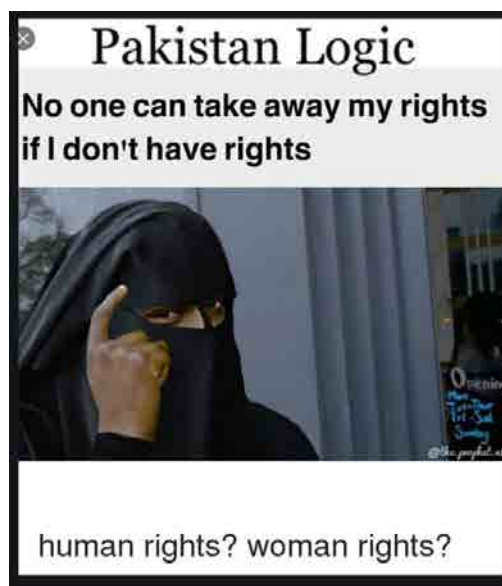 Pakistan Logic
No one can take away my rights
if I don't have rights
human rights? woman rights?